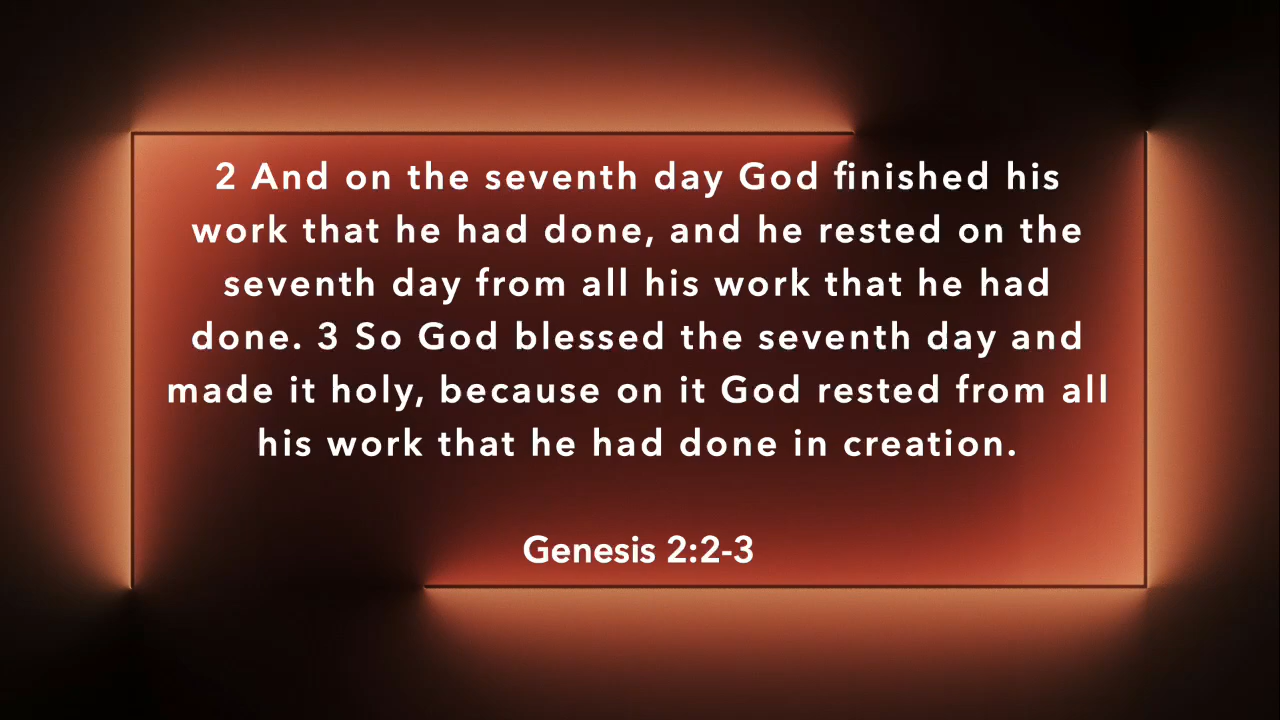 2 And on the seventh day God finished his
work that he had done, and he rested on the
seventh day from all his work that he had
done. 3 So God blessed the seventh day and
made it holy, because on it God rested from all
his work that he had done in creation.
Genesis 2:2-3